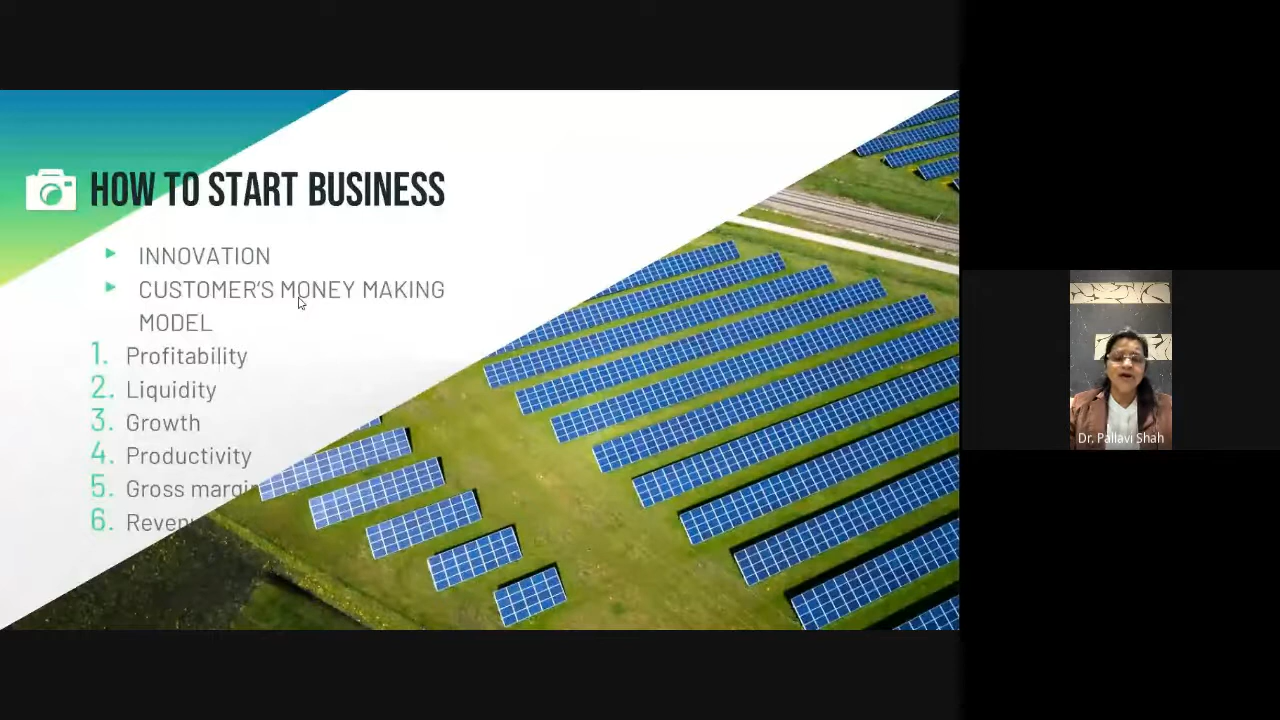 HOW TO START BUSINESS
INNOVATION
CUSTOMER'S MONEY MAKING
MODEL
1. Profitability
2. Liquidity
3. Growth
4. Productivity
5. Gross margin
6.
Dr. Pallavi Shah